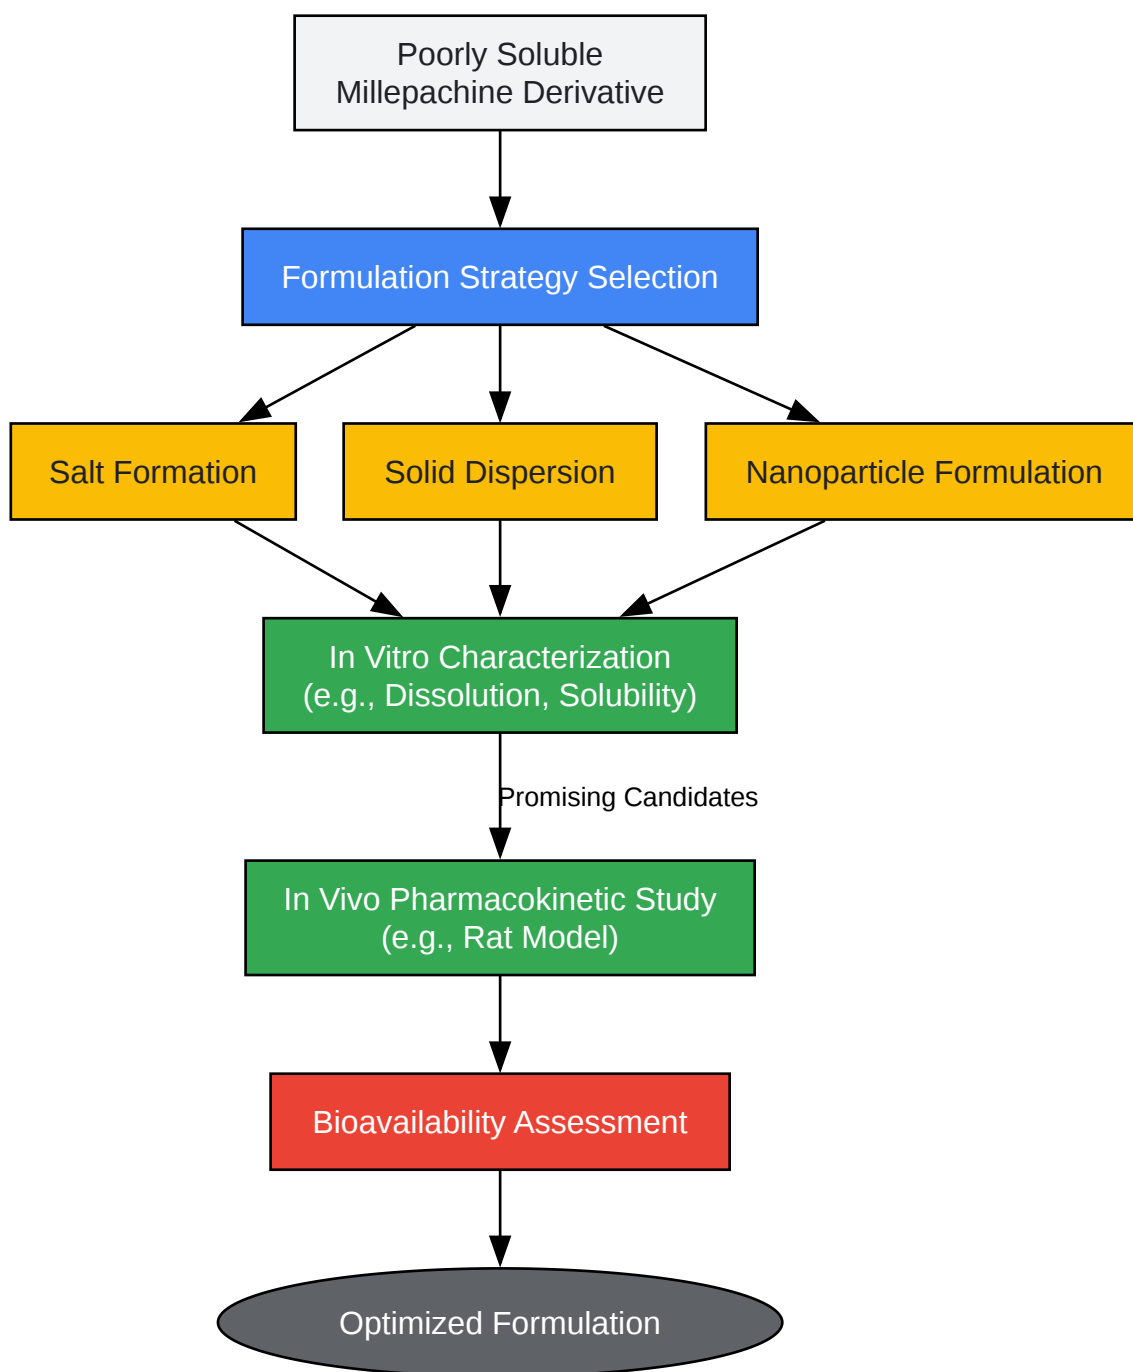 Poorly Soluble
Millepachine Derivative
Formulation Strategy Selection
Salt Formation
Solid Dispersion
Nanoparticle Formulation
In Vitro Characterization
(e.g., Dissolution, Solubility)
Promising Candidates
In Vivo Pharmacokinetic Study
(e.g., Rat Model)
Bioavailability Assessment
Optimized Formulation